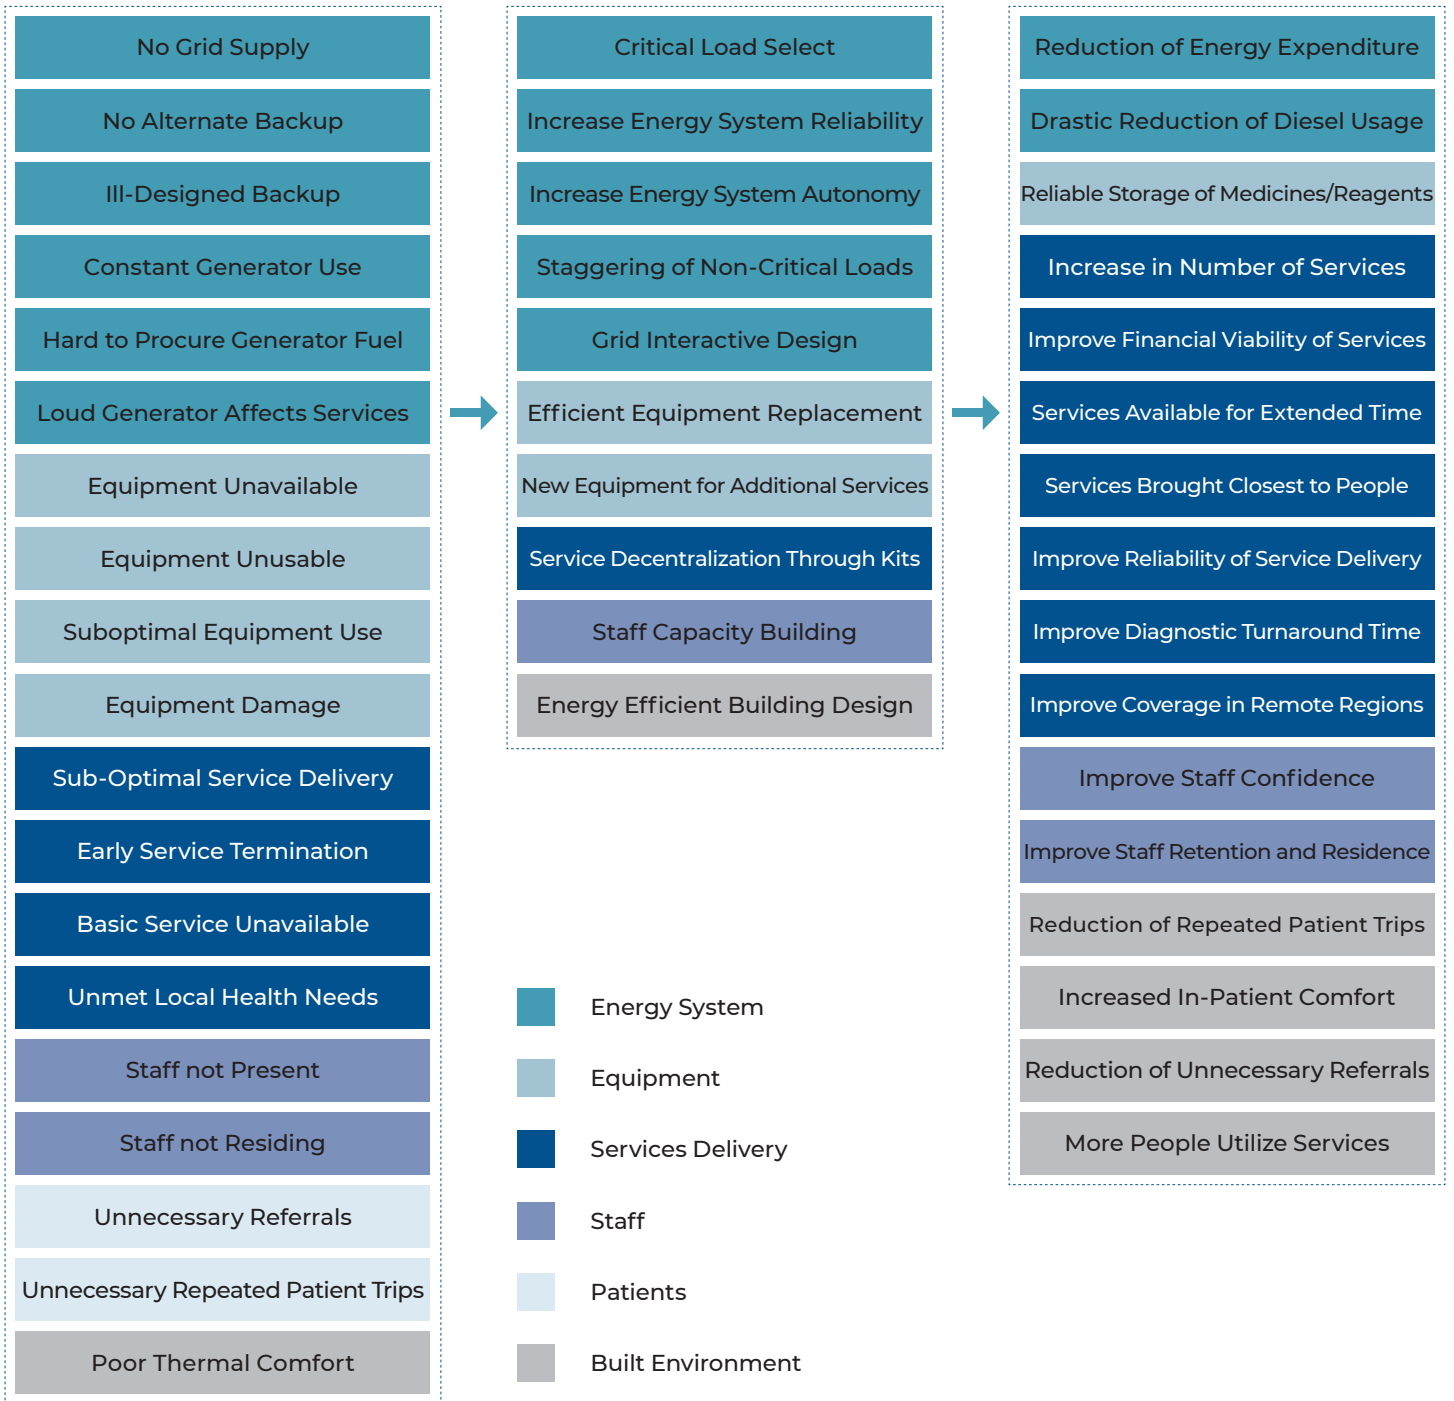 No Grid Supply
No Alternate Backup
Ill-Designed Backup
Constant Generator Use
Hard to Procure Generator Fuel
Loud Generator Affects Services
Equipment Unavailable
Equipment Unusable
Suboptimal Equipment Use
Equipment Damage
Sub-Optimal Service Delivery
Early Service Termination
Basic Service Unavailable
Unmet Local Health Needs
Staff not Present
Staff not Residing
Unnecessary Referrals
Unnecessary Repeated Patient Trips
Poor Thermal Comfort
Critical Load Select
Increase Energy System Reliability
Increase Energy System Autonomy
Staggering of Non-Critical Loads
Grid Interactive Design
Efficient Equipment Replacement
New Equipment for Additional Services
Service Decentralization Through Kits
Staff Capacity Building
Energy Efficient Building Design
Reduction of Energy Expenditure
Drastic Reduction of Diesel Usage
Reliable Storage of Medicines/Reagents
Increase in Number of Services
Improve Financial Viability of Services
Services Available for Extended Time
Services Brought Closest to People
Improve Reliability of Service Delivery
Improve Diagnostic Turnaround Time
Improve Coverage in Remote Regions
Improve Staff Confidence
Improve Staff Retention and Residence
Reduction of Repeated Patient Trips
Increased In-Patient Comfort
Reduction of Unnecessary Referrals
More People Utilize Services
Energy System
Equipment
Services Delivery
Staff
Patients
Built Environment